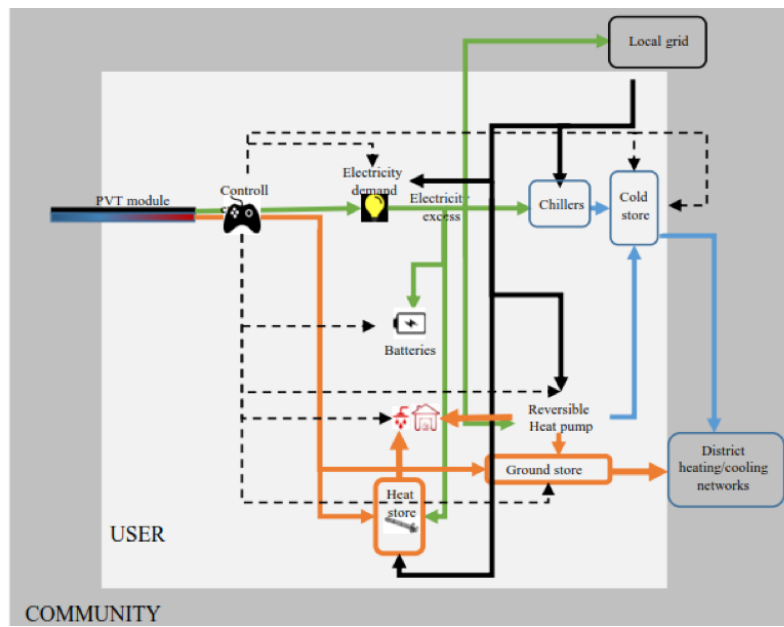 Local grid
PVT module
Controll
Electricity
demand
Electricity
excess
Chillers
Cold
store
Batteries
Reversible
Heat pump
Ground store
District
heating/cooling
networks
Heat
store
USER
COMMUNITY